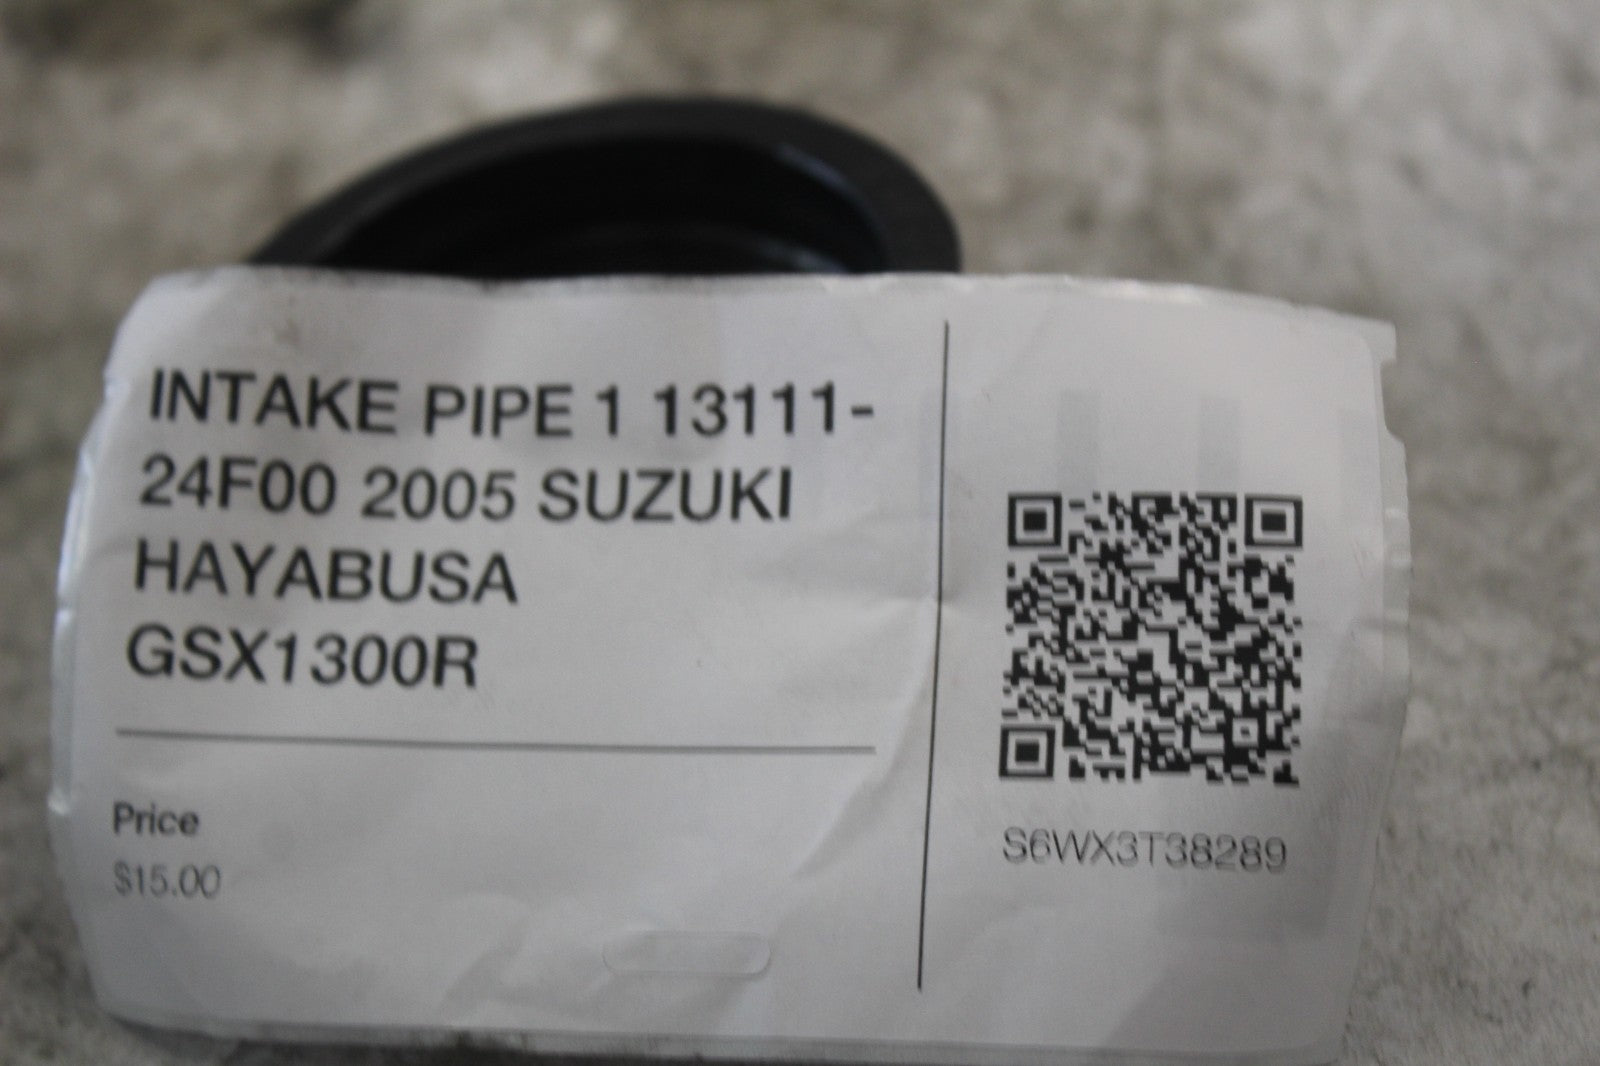 INTAKE PIPE 1 13111-
24F00 2005 SUZUKI
HAYABUSA
GSX1300R
Price
$15.00
S6WX3T38289